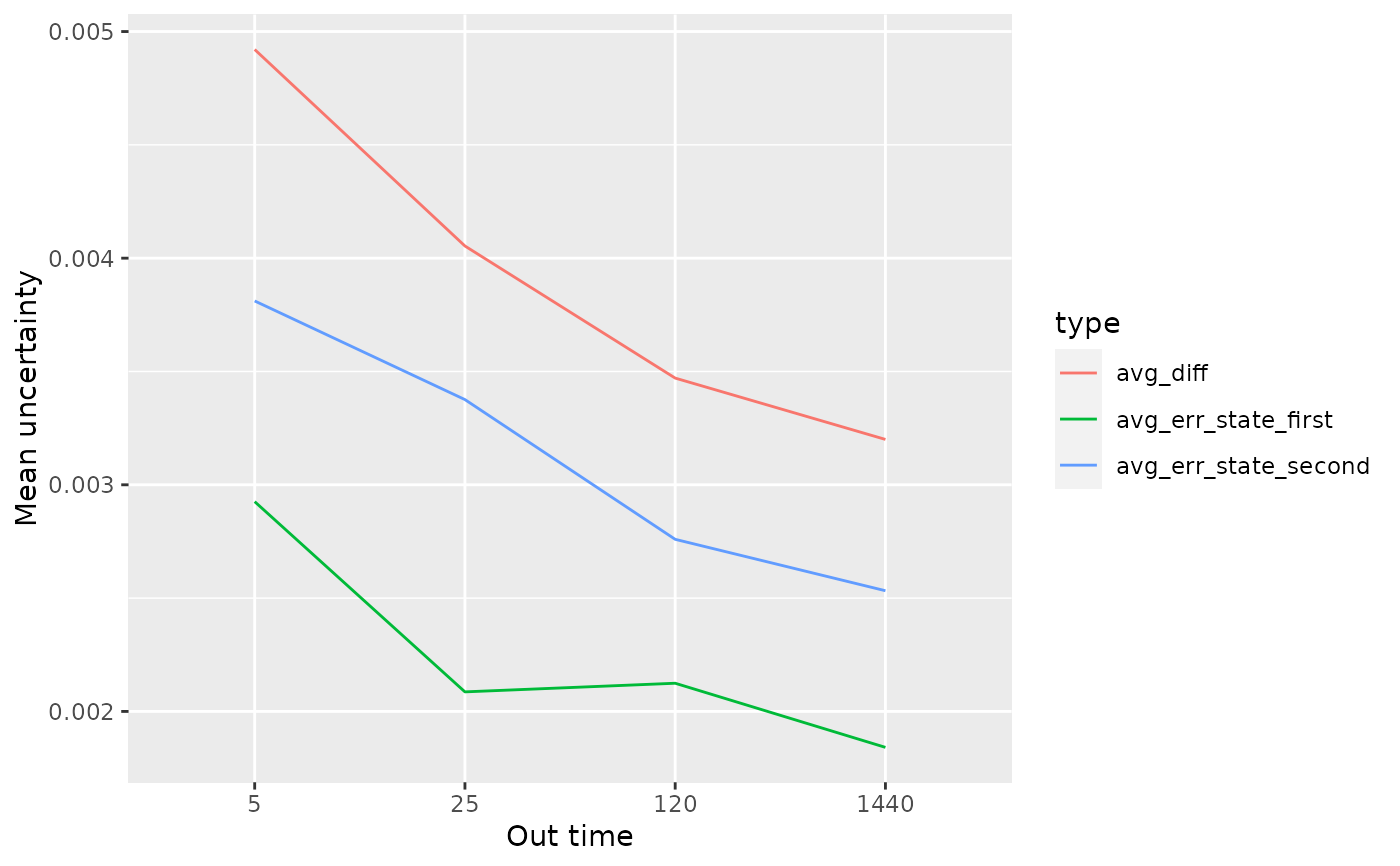 0.005
0.004
0.003
0.002
Mean uncertainty
5 25 120 1440
Out time
type
avg_diff
avg_err_state_first
avg_err_state_second